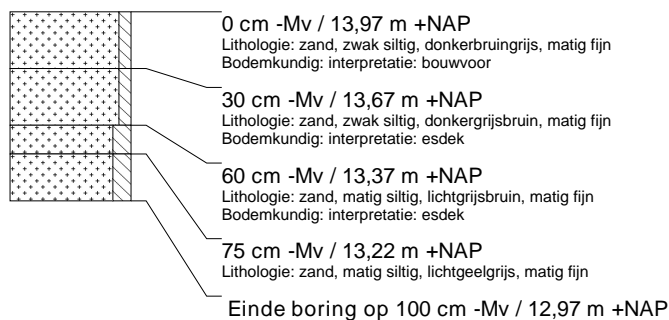 0 cm -Mv / 13,97 m +NAP
Lithologie: zand, zwak siltig, donkerbruingrijs, matig fijn
Bodemkundig: interpretatie: bouwvoor
30 cm -Mv / 13,67 m +NAP
Lithologie: zand, zwak siltig, donkergrijsbruin, matig fijn
Bodemkundig: interpretatie: esdek
60 cm -Mv / 13,37 m +NAP
Lithologie: zand, matig siltig, lichtgrijsbruin, matig fijn
Bodemkundig: interpretatie: esdek
75 cm -Mv / 13,22 m +NAP
Lithologie: zand, matig siltig, lichtgeelgrijs, matig fijn
Einde boring op 100 cm -Mv / 12,97 m +NAP